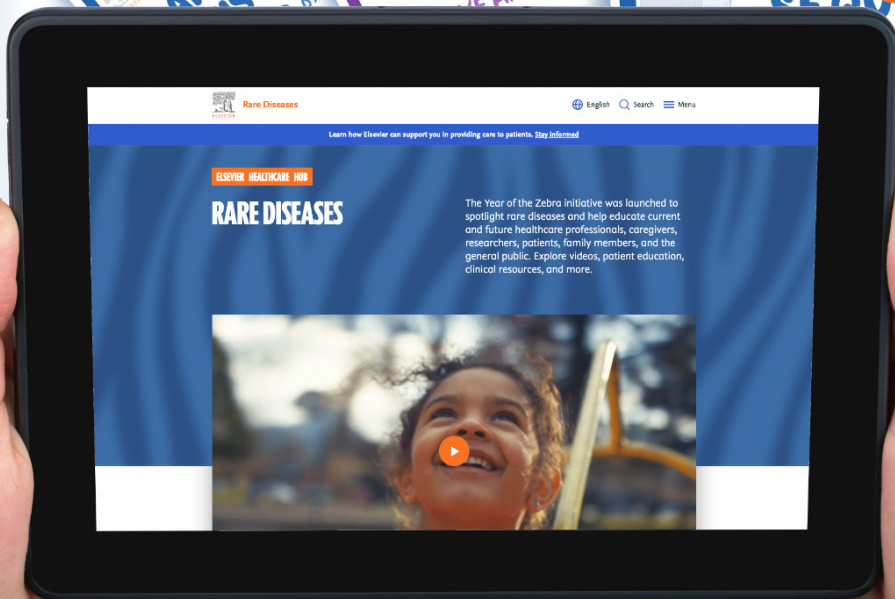 Rare Diseases
ELSEVIER
English Search Menu
Learn how Elsevier can support you in providing care to patients. Stay informed
ELSEVIER HEALTHCARE HUB
RARE DISEASES
The Year of the Zebra initiative was launched to
spotlight rare diseases and help educate current
and future healthcare professionals, caregivers,
researchers, patients, family members, and the
general public. Explore videos, patient education,
clinical resources, and more.